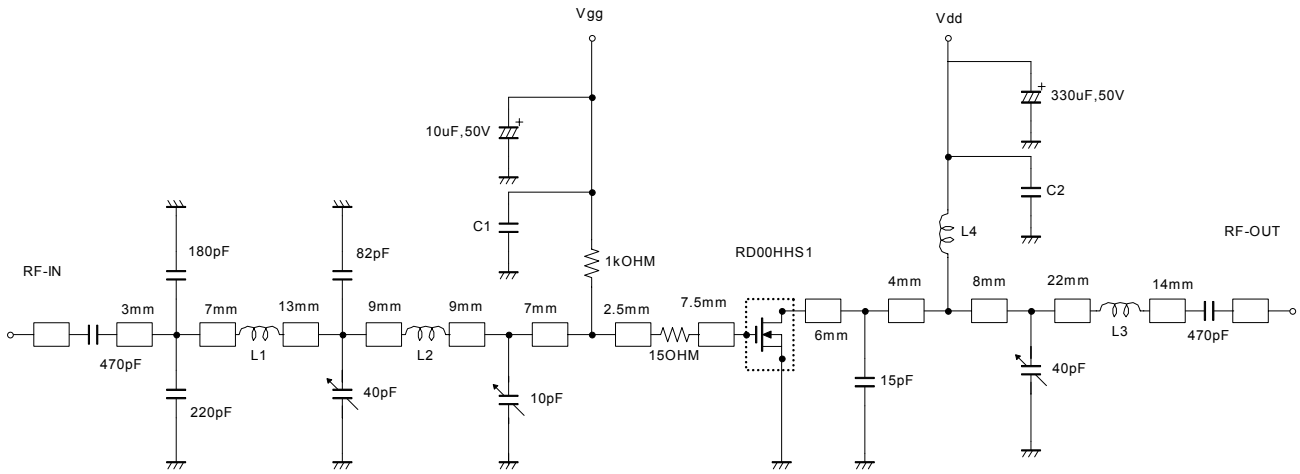 Vgg
Vdd
10uF,50V
+
330uF,50V
+
C1
C2
180pF
82pF
1kOHM
L4
RD00HHS1
RF-IN
RF-OUT
3mm
7mm
13mm
9mm
9mm
7mm
2.5mm
7.5mm
4mm
8mm
22mm
14mm
470pF
L1
L2
15OHM
6mm
L3
470pF
220pF
40pF
10pF
15pF
40pF